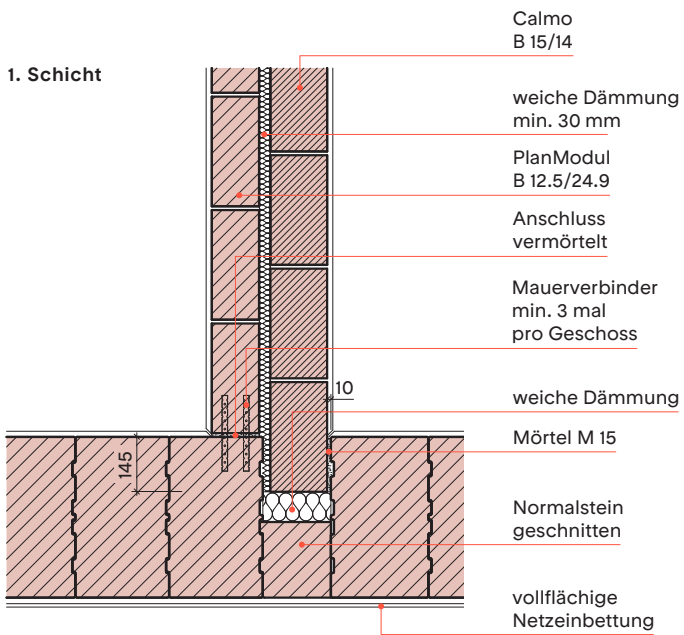 1. Schicht
Calmo
B 15/14
weiche Dämmung
min. 30 mm
PlanModul
B 12.5/24.9
Anschluss
vermörtelt
Mauerverbinder
min. 3 mal
pro Geschoss
10
weiche Dämmung
Mörtel M 15
145
Normalstein
geschnitten
vollflächige
Netzeinbettung